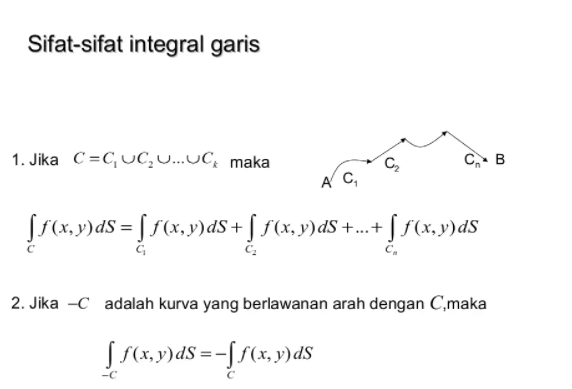 Sifat-sifat integral garis
1. Jika C = C₁ ∪ C₂ ∪ ... ∪ Cₖ maka
A C₁ C₂ Cₙ B
∫_C f(x, y) dS = ∫_{C₁} f(x, y) dS + ∫_{C₂} f(x, y) dS + ... + ∫_{Cₙ} f(x, y) dS
2. Jika −C adalah kurva yang berlawanan arah dengan C,maka
∫_{−C} f(x, y) dS = −∫_C f(x, y) dS